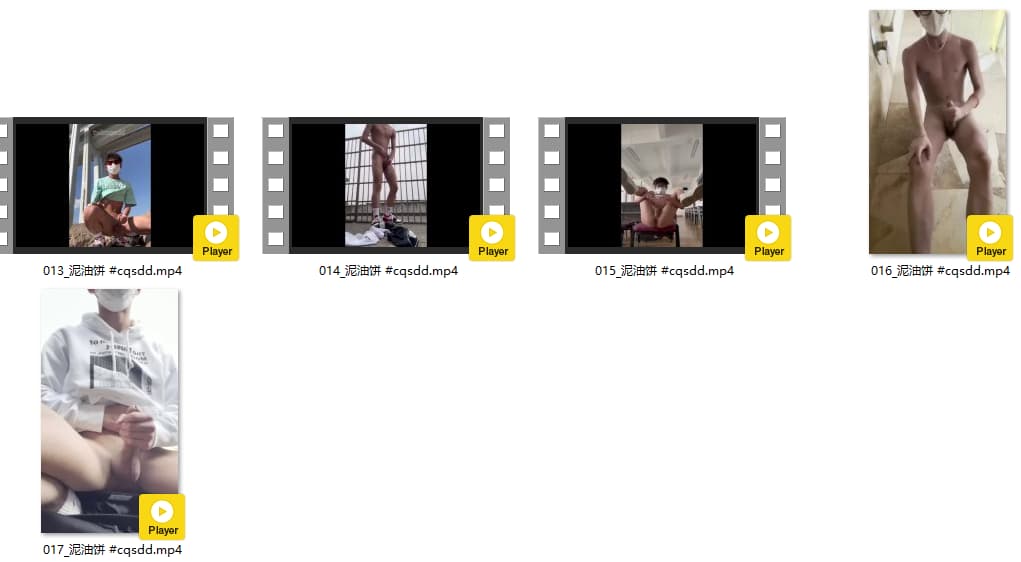 Player
Player
Player
Player
013_泥油饼 #cqsdd.mp4
014_泥油饼 #cqsdd.mp4
015_泥油饼 #cqsdd.mp4
016_泥油饼 #cqsdd.mp4
Player
017_泥油饼 #cqsdd.mp4